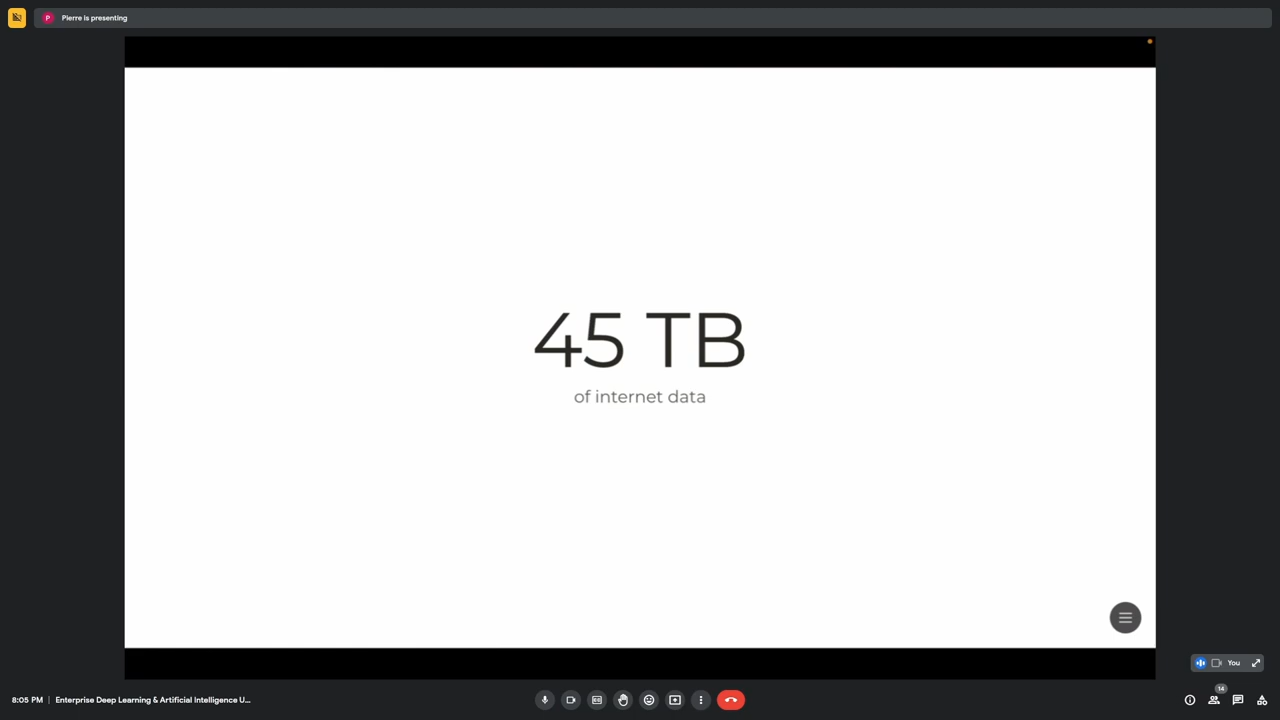 P Pierre is presenting
45 TB
of internet data
You
14
8:05 PM | Enterprise Deep Learning & Artificial Intelligence U...